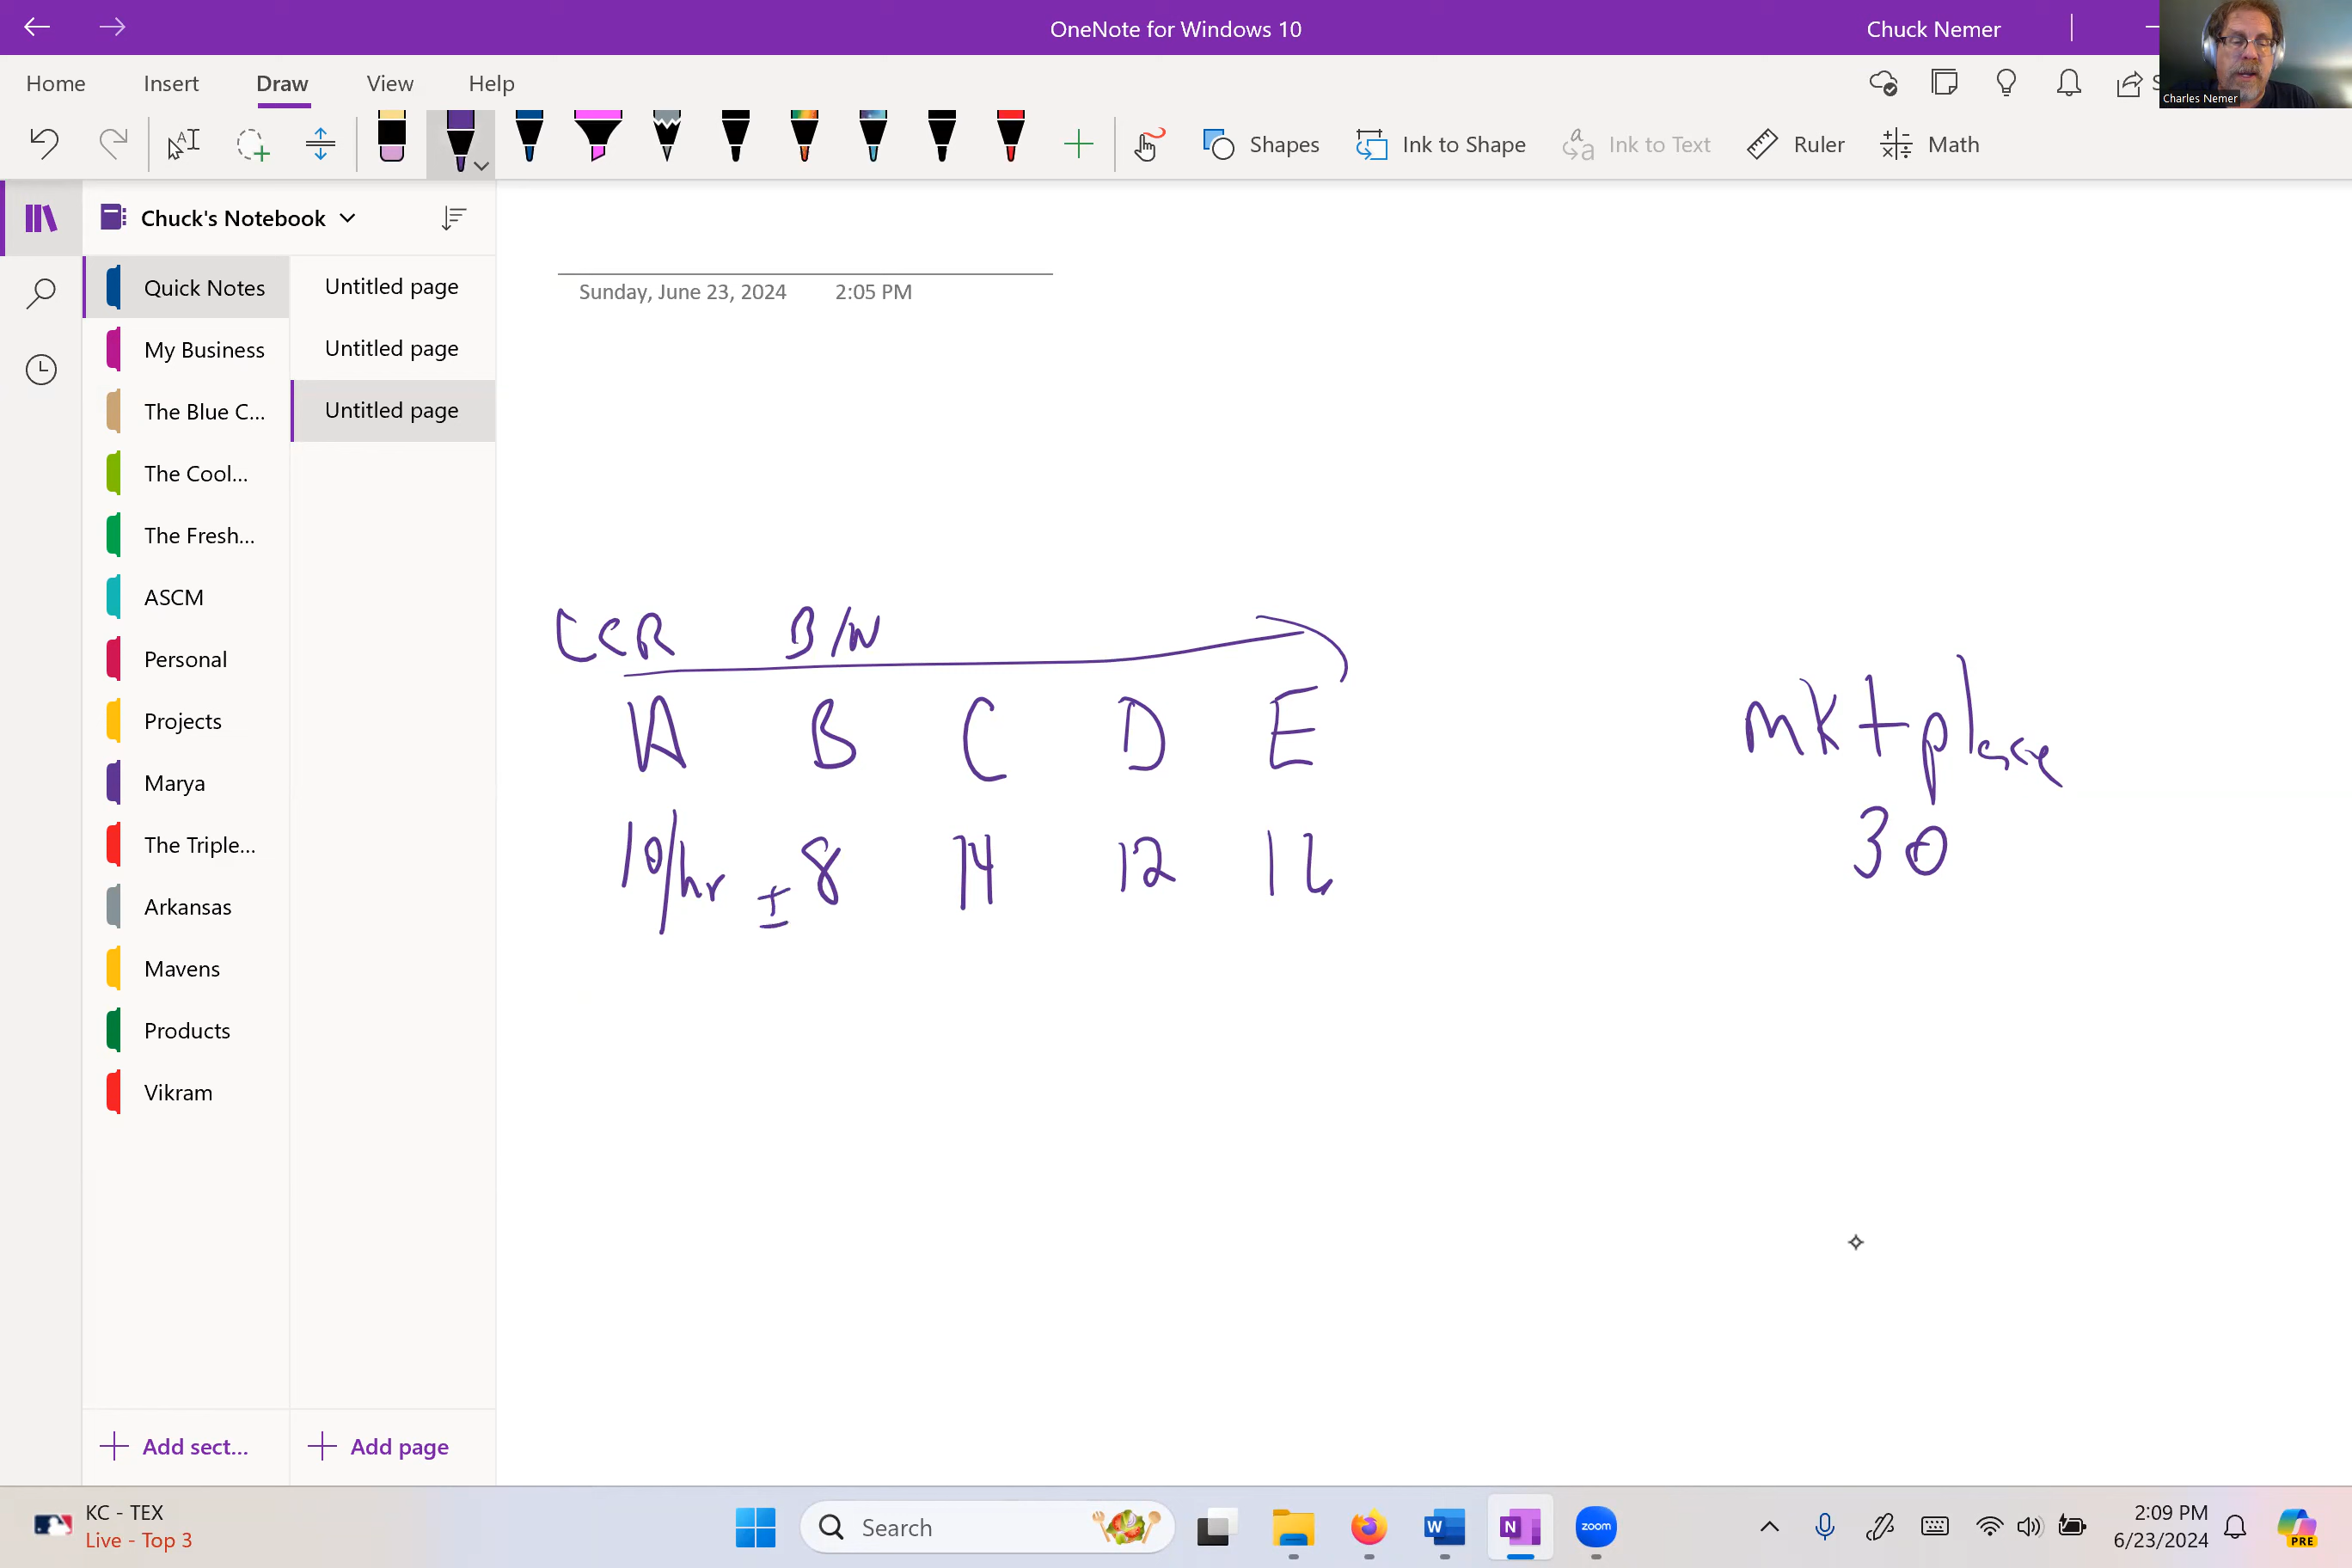 OneNote for Windows 10
Chuck Nemer
Charles Nemer
Home Insert Draw View Help
Shapes Ink to Shape Ink to Text Ruler Math
Chuck's Notebook
Quick Notes
My Business
The Blue C...
The Cool...
The Fresh...
ASCM
Personal
Projects
Marya
The Triple...
Arkansas
Mavens
Products
Vikram
Add sect...
Untitled page
Untitled page
Untitled page
Add page
Sunday, June 23, 2024 2:05 PM
CCR B/N
A B C D E
10/hr ± 8 14 12 16
mktplace
30
KC - TEX
Live - Top 3
Search
W
N
zoom
2:09 PM
6/23/2024
PRE